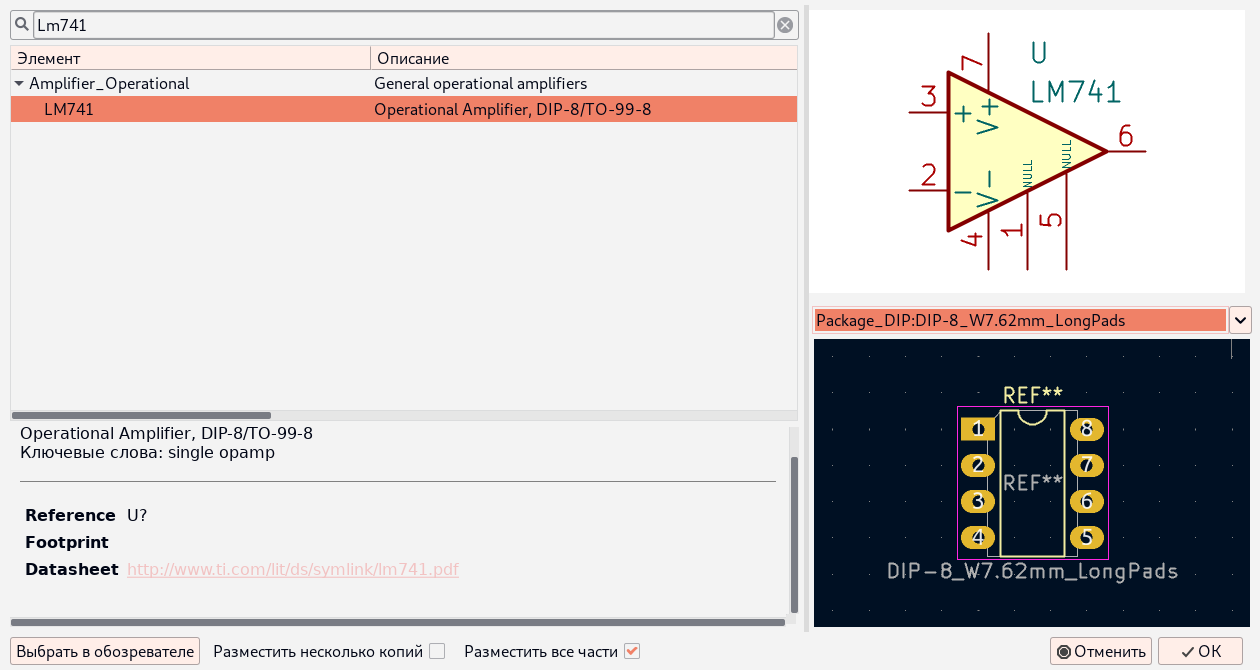 Lm741
Элемент Описание
Amplifier_Operational General operational amplifiers
LM741 Operational Amplifier, DIP-8/TO-99-8
Operational Amplifier, DIP-8/TO-99-8
Ключевые слова: single opamp
Reference U?
Footprint
Datasheet http://www.ti.com/lit/ds/symlink/lm741.pdf
Выбрать в обозревателе Разместить несколько копий Разместить все части
7 U
LM741
3 + V+
6
NULL
2 − V− NULL
4 1 5
Package_DIP:DIP-8_W7.62mm_LongPads
REF**
1 8
2 7
REF**
3 6
4 5
DIP-8_W7.62mm_LongPads
Отменить OK